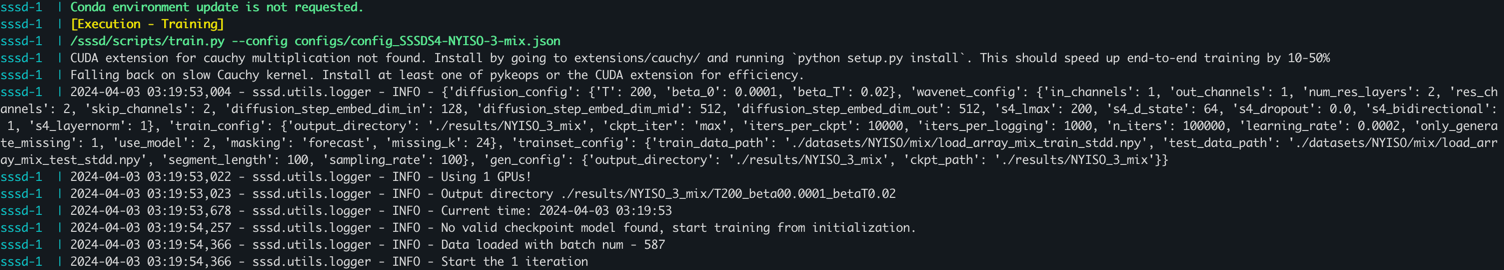 sssd-1  | Conda environment update is not requested.
sssd-1  | [Execution - Training]
sssd-1  | /sssd/scripts/train.py --config configs/config_SSSDS4-NYISO-3-mix.json
sssd-1  | CUDA extension for cauchy multiplication not found. Install by going to extensions/cauchy/ and running `python setup.py install`. This should speed up end-to-end training by 10-50%
sssd-1  | Falling back on slow Cauchy kernel. Install at least one of pykeops or the CUDA extension for efficiency.
sssd-1  | 2024-04-03 03:19:53,004 - sssd.utils.logger - INFO - {'diffusion_config': {'T': 200, 'beta_0': 0.0001, 'beta_T': 0.02}, 'wavenet_config': {'in_channels': 1, 'out_channels': 1, 'num_res_layers': 2, 'res_ch
annels': 2, 'skip_channels': 2, 'diffusion_step_embed_dim_in': 128, 'diffusion_step_embed_dim_mid': 512, 'diffusion_step_embed_dim_out': 512, 's4_lmax': 200, 's4_d_state': 64, 's4_dropout': 0.0, 's4_bidirectional':
 1, 's4_layernorm': 1}, 'train_config': {'output_directory': './results/NYISO_3_mix', 'ckpt_iter': 'max', 'iters_per_ckpt': 10000, 'iters_per_logging': 1000, 'n_iters': 100000, 'learning_rate': 0.0002, 'only_genera
te_missing': 1, 'use_model': 2, 'masking': 'forecast', 'missing_k': 24}, 'trainset_config': {'train_data_path': './datasets/NYISO/mix/load_array_mix_train_stdd.npy', 'test_data_path': './datasets/NYISO/mix/load_arr
ay_mix_test_stdd.npy', 'segment_length': 100, 'sampling_rate': 100}, 'gen_config': {'output_directory': './results/NYISO_3_mix', 'ckpt_path': './results/NYISO_3_mix'}}
sssd-1  | 2024-04-03 03:19:53,022 - sssd.utils.logger - INFO - Using 1 GPUs!
sssd-1  | 2024-04-03 03:19:53,023 - sssd.utils.logger - INFO - Output directory ./results/NYISO_3_mix/T200_beta00.0001_betaT0.02
sssd-1  | 2024-04-03 03:19:53,678 - sssd.utils.logger - INFO - Current time: 2024-04-03 03:19:53
sssd-1  | 2024-04-03 03:19:54,257 - sssd.utils.logger - INFO - No valid checkpoint model found, start training from initialization.
sssd-1  | 2024-04-03 03:19:54,366 - sssd.utils.logger - INFO - Data loaded with batch num - 587
sssd-1  | 2024-04-03 03:19:54,366 - sssd.utils.logger - INFO - Start the 1 iteration